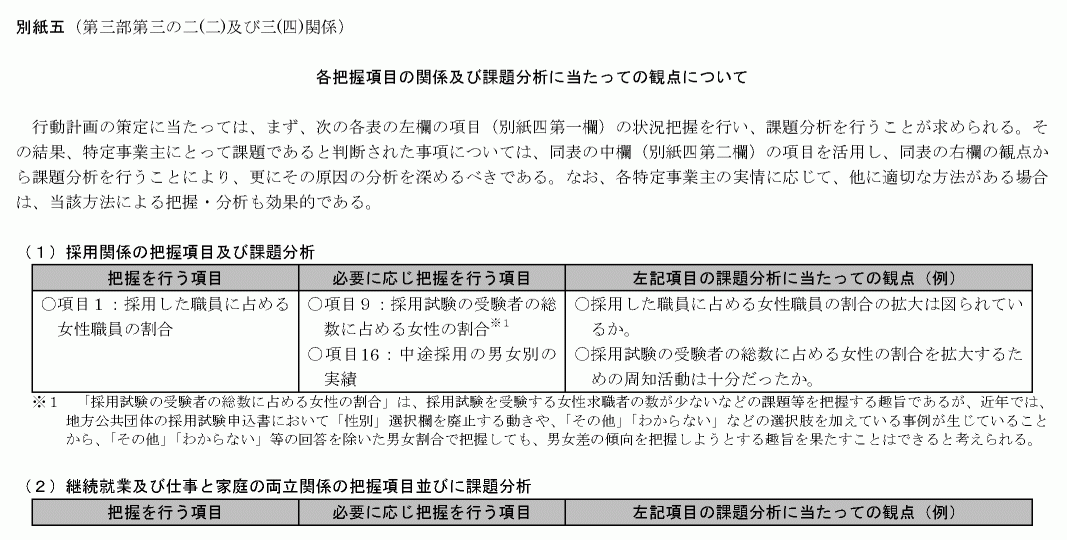 別紙五（第三部第三の二(二)及び三(四)関係）
各把握項目の関係及び課題分析に当たっての観点について
行動計画の策定に当たっては、まず、次の各表の左欄の項目（別紙四第一欄）の状況把握を行い、課題分析を行うことが求められる。そ
の結果、特定事業主にとって課題であると判断された事項については、同表の中欄（別紙四第二欄）の項目を活用し、同表の右欄の観点か
ら課題分析を行うことにより、更にその原因の分析を深めるべきである。なお、各特定事業主の実情に応じて、他に適切な方法がある場合
は、当該方法による把握・分析も効果的である。
（１）採用関係の把握項目及び課題分析
把握を行う項目 必要に応じ把握を行う項目 左記項目の課題分析に当たっての観点（例）
○項目１：採用した職員に占める
女性職員の割合
○項目９：採用試験の受験者の総
数に占める女性の割合※１
○項目16：中途採用の男女別の
実績
○採用した職員に占める女性職員の割合の拡大は図られてい
るか。
○採用試験の受験者の総数に占める女性の割合を拡大するた
めの周知活動は十分だったか。
※１　「採用試験の受験者の総数に占める女性の割合」は、採用試験を受験する女性求職者の数が少ないなどの課題等を把握する趣旨であるが、近年では、
地方公共団体の採用試験申込書において「性別」選択欄を廃止する動きや、「その他」「わからない」などの選択肢を加えている事例が生じていること
から、「その他」「わからない」等の回答を除いた男女割合で把握しても、男女差の傾向を把握しようとする趣旨を果たすことはできると考えられる。
（２）継続就業及び仕事と家庭の両立関係の把握項目並びに課題分析
把握を行う項目 必要に応じ把握を行う項目 左記項目の課題分析に当たっての観点（例）